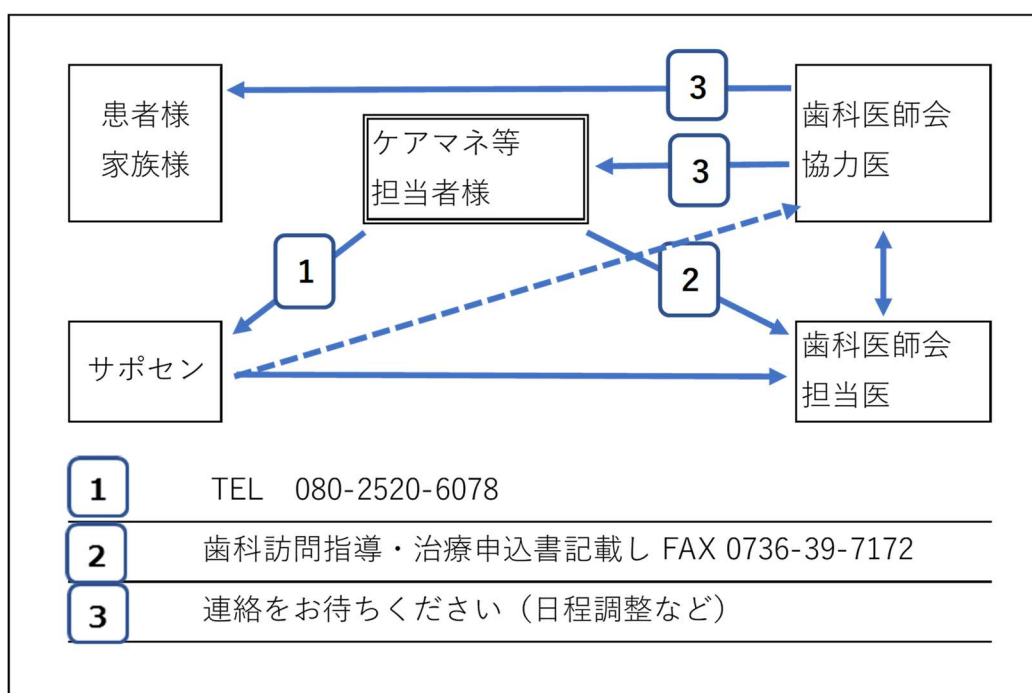 3
患者様
家族様
ケアマネ等
担当者様
3
歯科医師会
協力医
1
2
サポセン
歯科医師会
担当医
1 TEL 080-2520-6078
2 歯科訪問指導・治療申込書記載し FAX 0736-39-7172
3 連絡をお待ちください（日程調整など）